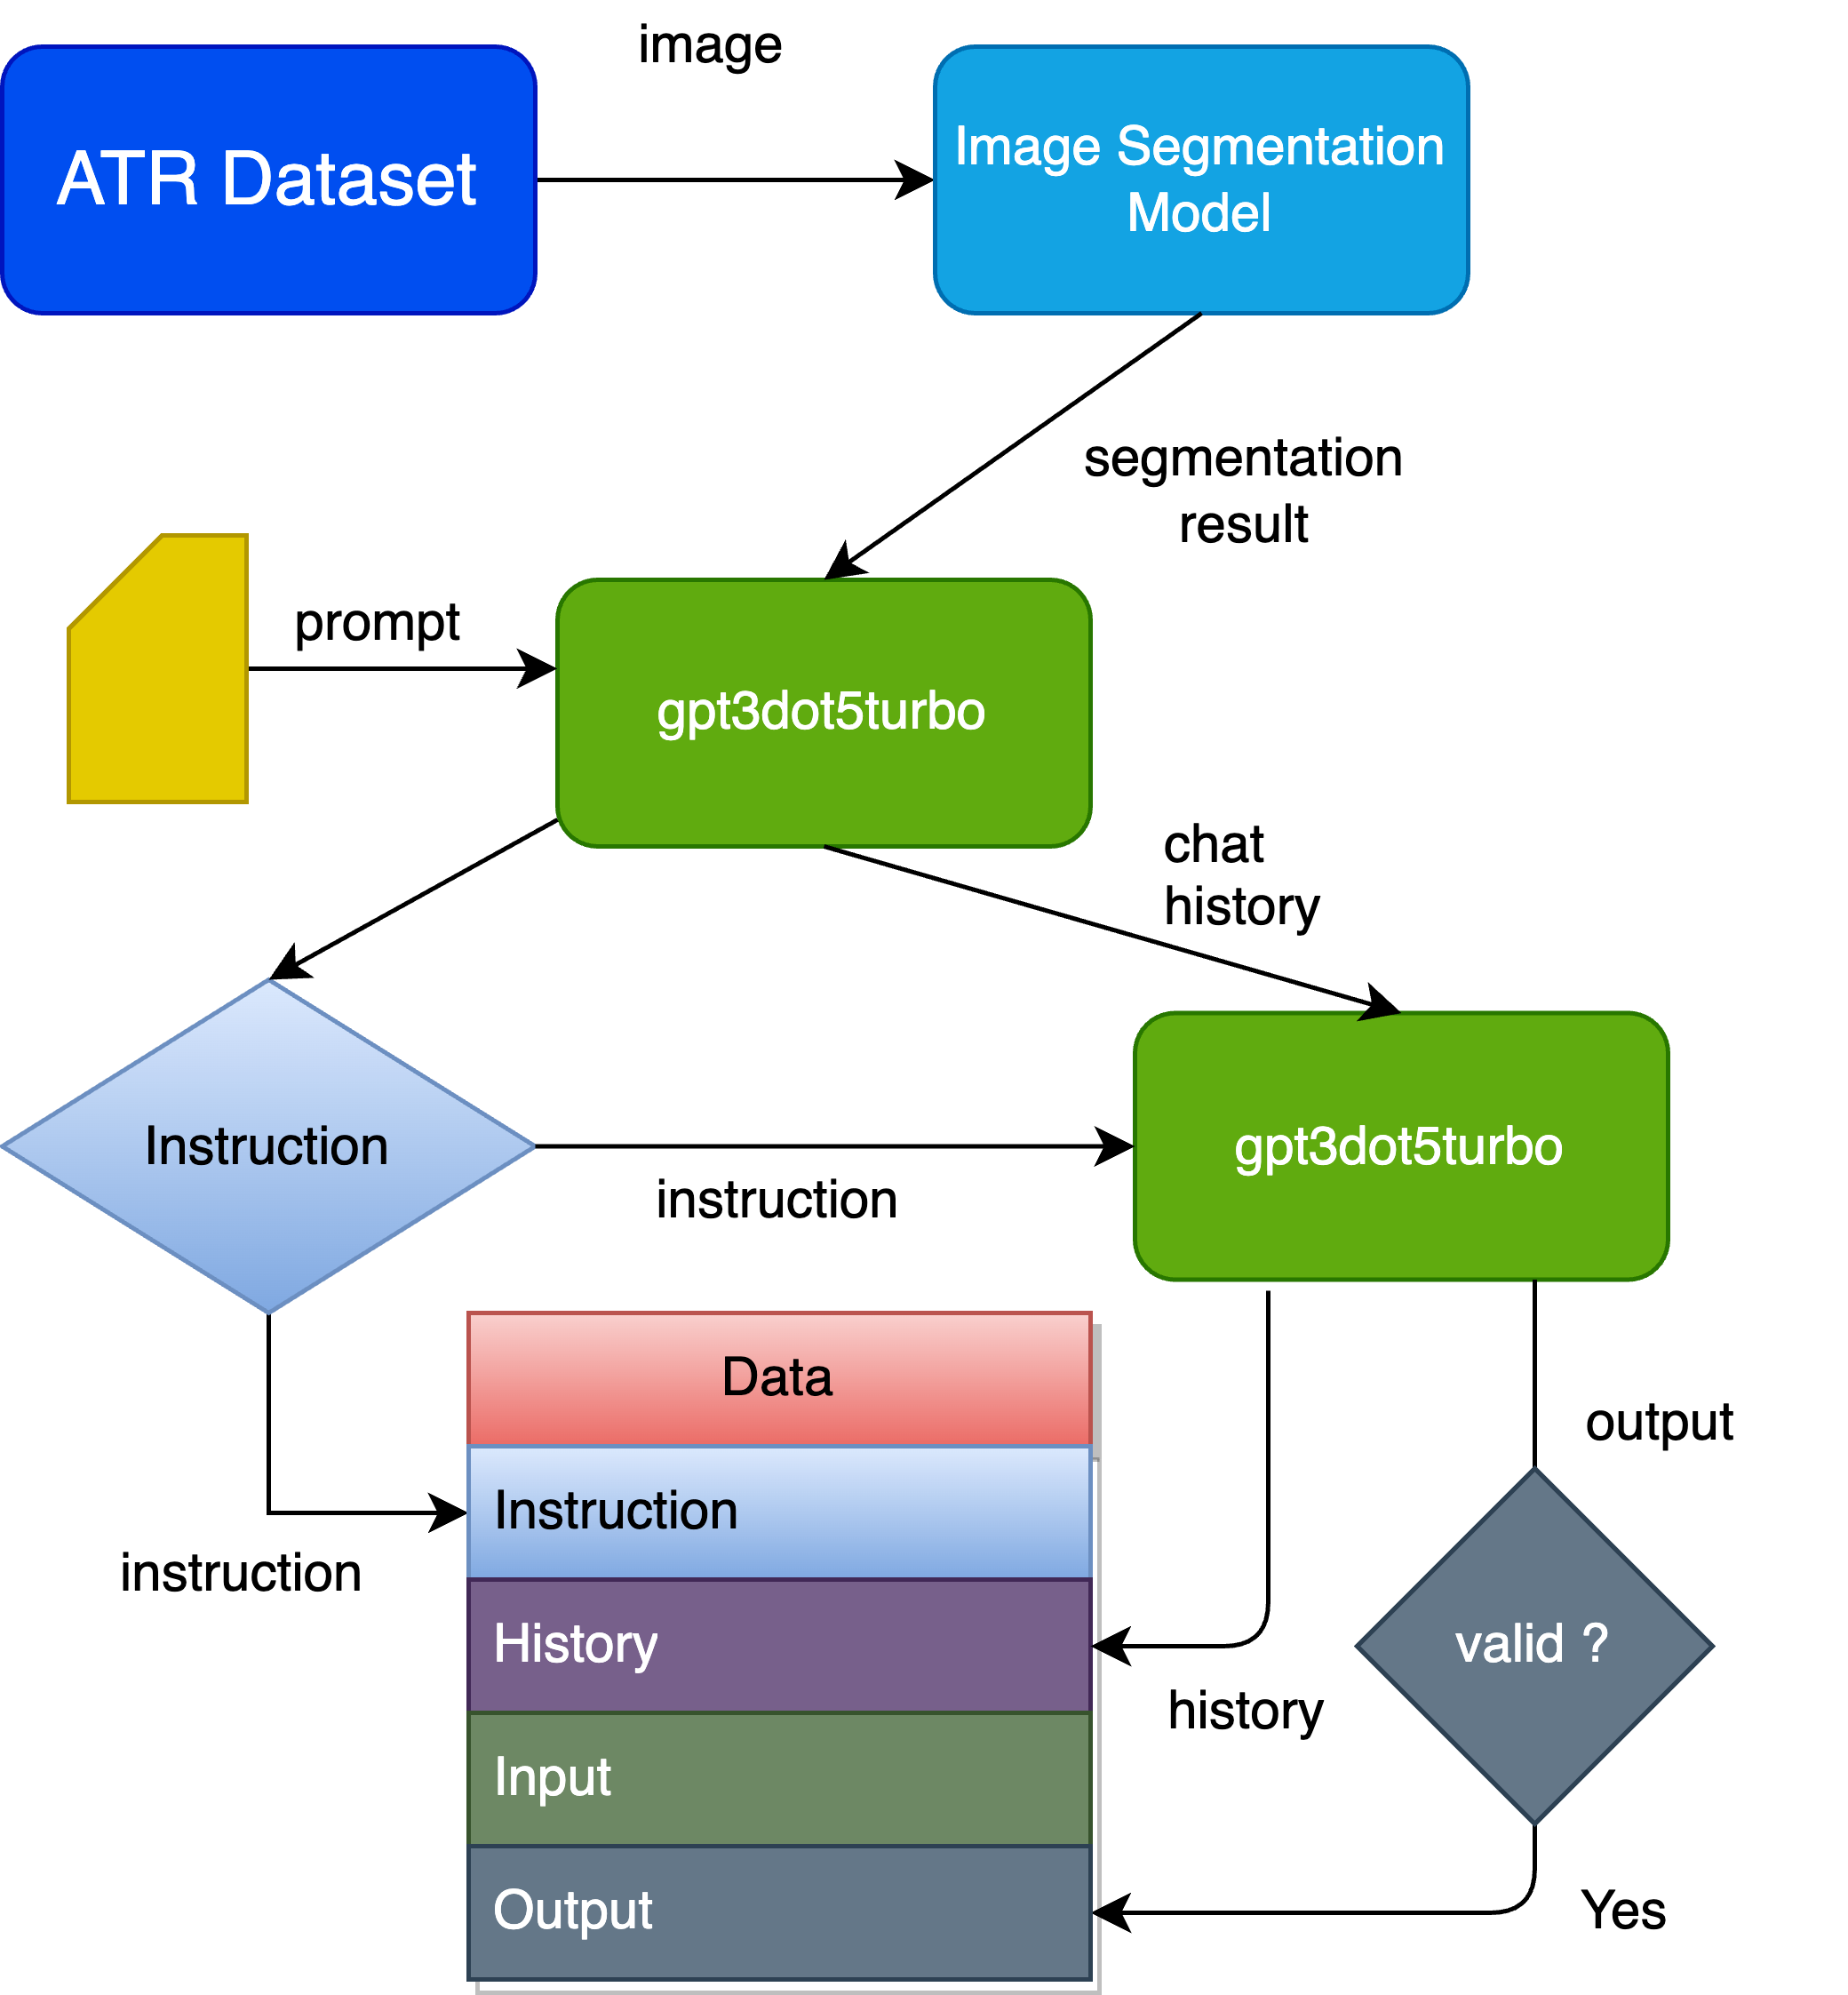 image
ATR Dataset
Image Segmentation
Model
segmentation
result
prompt
gpt3dot5turbo
chat
history
Instruction
instruction
gpt3dot5turbo
Data
output
Instruction
instruction
History
valid ?
history
Input
Output
Yes